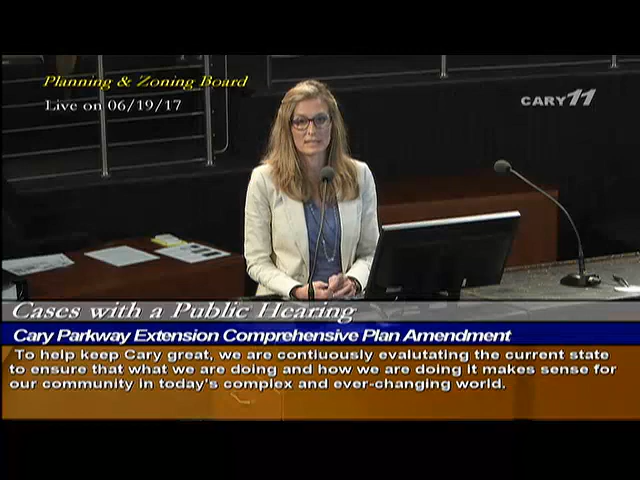 Planning & Zoning Board
Live on 06/19/17
CARY 11
Cases with a Public Hearing
Cary Parkway Extension Comprehensive Plan Amendment
To help keep Cary great, we are contiuously evalutating the current state
to ensure that what we are doing and how we are doing it makes sense for
our community in today's complex and ever-changing world.